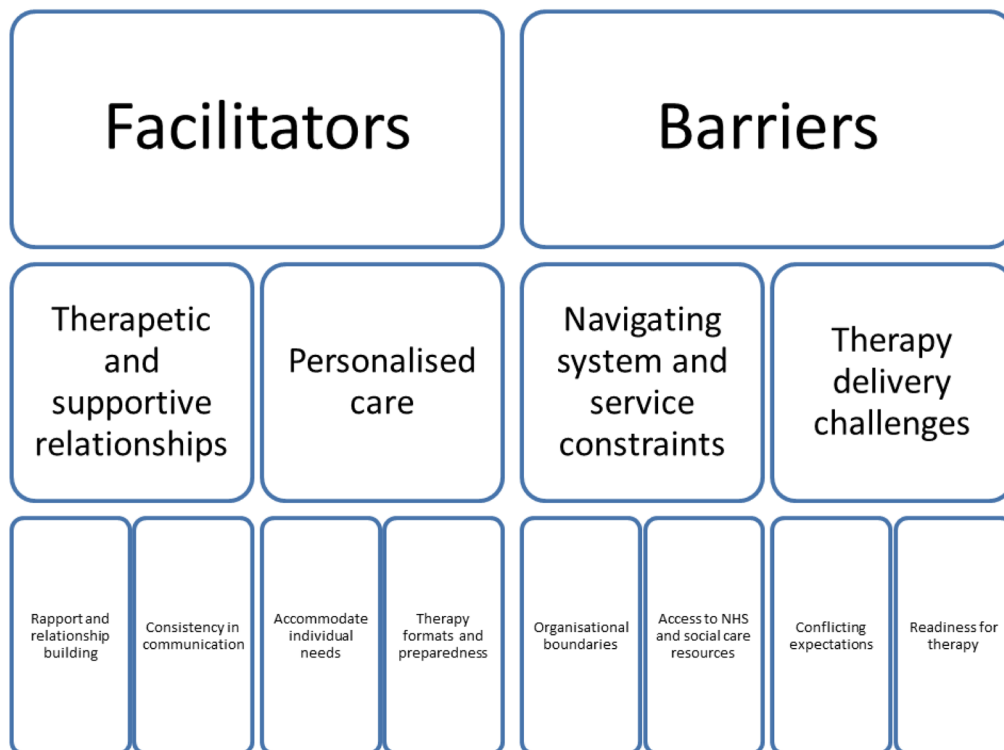 Facilitators
Barriers
Therapetic
and
supportive
relationships
Personalised
care
Navigating
system and
service
constraints
Therapy
delivery
challenges
Rapport and
relationship
building
Consistency in
communication
Accommodate
individual
needs
Therapy
formats and
preparedness
Organisational
boundaries
Access to NHS
and social care
resources
Conflicting
expectations
Readiness for
therapy